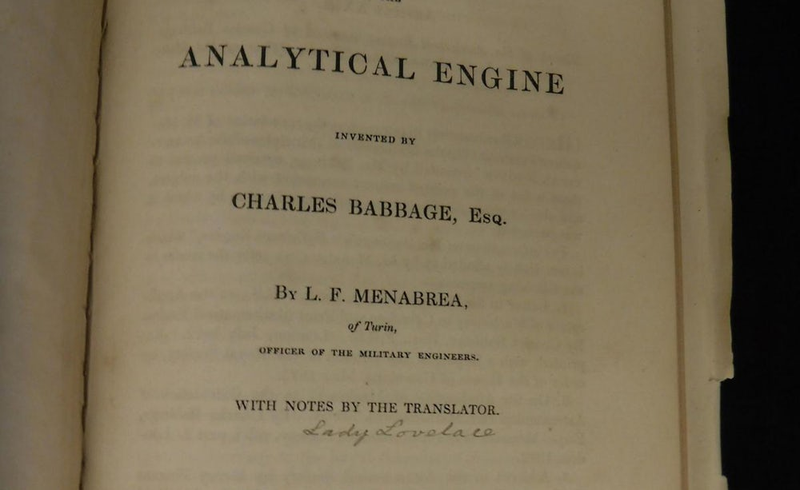 ANALYTICAL ENGINE
INVENTED BY
CHARLES BABBAGE, Esq.
By L. F. MENABREA,
of Turin,
OFFICER OF THE MILITARY ENGINEERS.
WITH NOTES BY THE TRANSLATOR.
Lady Lovelace